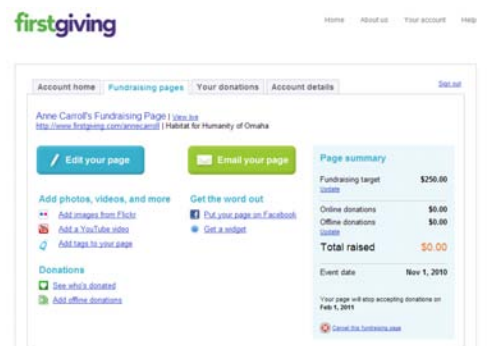 firstgiving
Home About us Your account Help
Account home Fundraising pages Your donations Account details Sign out
Anne Carroll's Fundraising Page | View live
http://www.firstgiving.com/annecarroll | Habitat for Humanity of Omaha
Edit your page
Email your page
Add photos, videos, and more
Add images from Flickr
Add a YouTube video
Add tags to your page
Get the word out
Put your page on Facebook
Get a widget
Donations
See who's donated
Add offline donations
Page summary
Fundraising target $250.00
Update
Online donations $0.00
Offline donations $0.00
Update
Total raised $0.00
Event date Nov 1, 2010
Your page will stop accepting donations on
Feb 1, 2011
Cancel this fundraising page